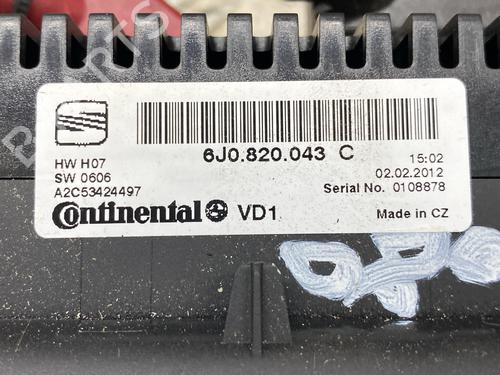 6J0.820.043 C
HW H07
15:02
SW 0606
02.02.2012
A2C53424497
Serial No. 0108878
Continental VD1
Made in CZ